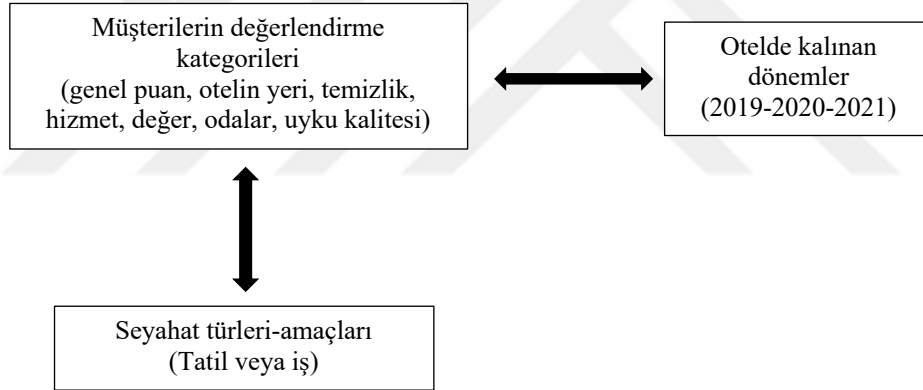 Müşterilerin değerlendirme
kategorileri
(genel puan, otelin yeri, temizlik,
hizmet, değer, odalar, uyku kalitesi)
Otelde kalınan
dönemler
(2019-2020-2021)
Seyahat türleri-amaçları
(Tatil veya iş)